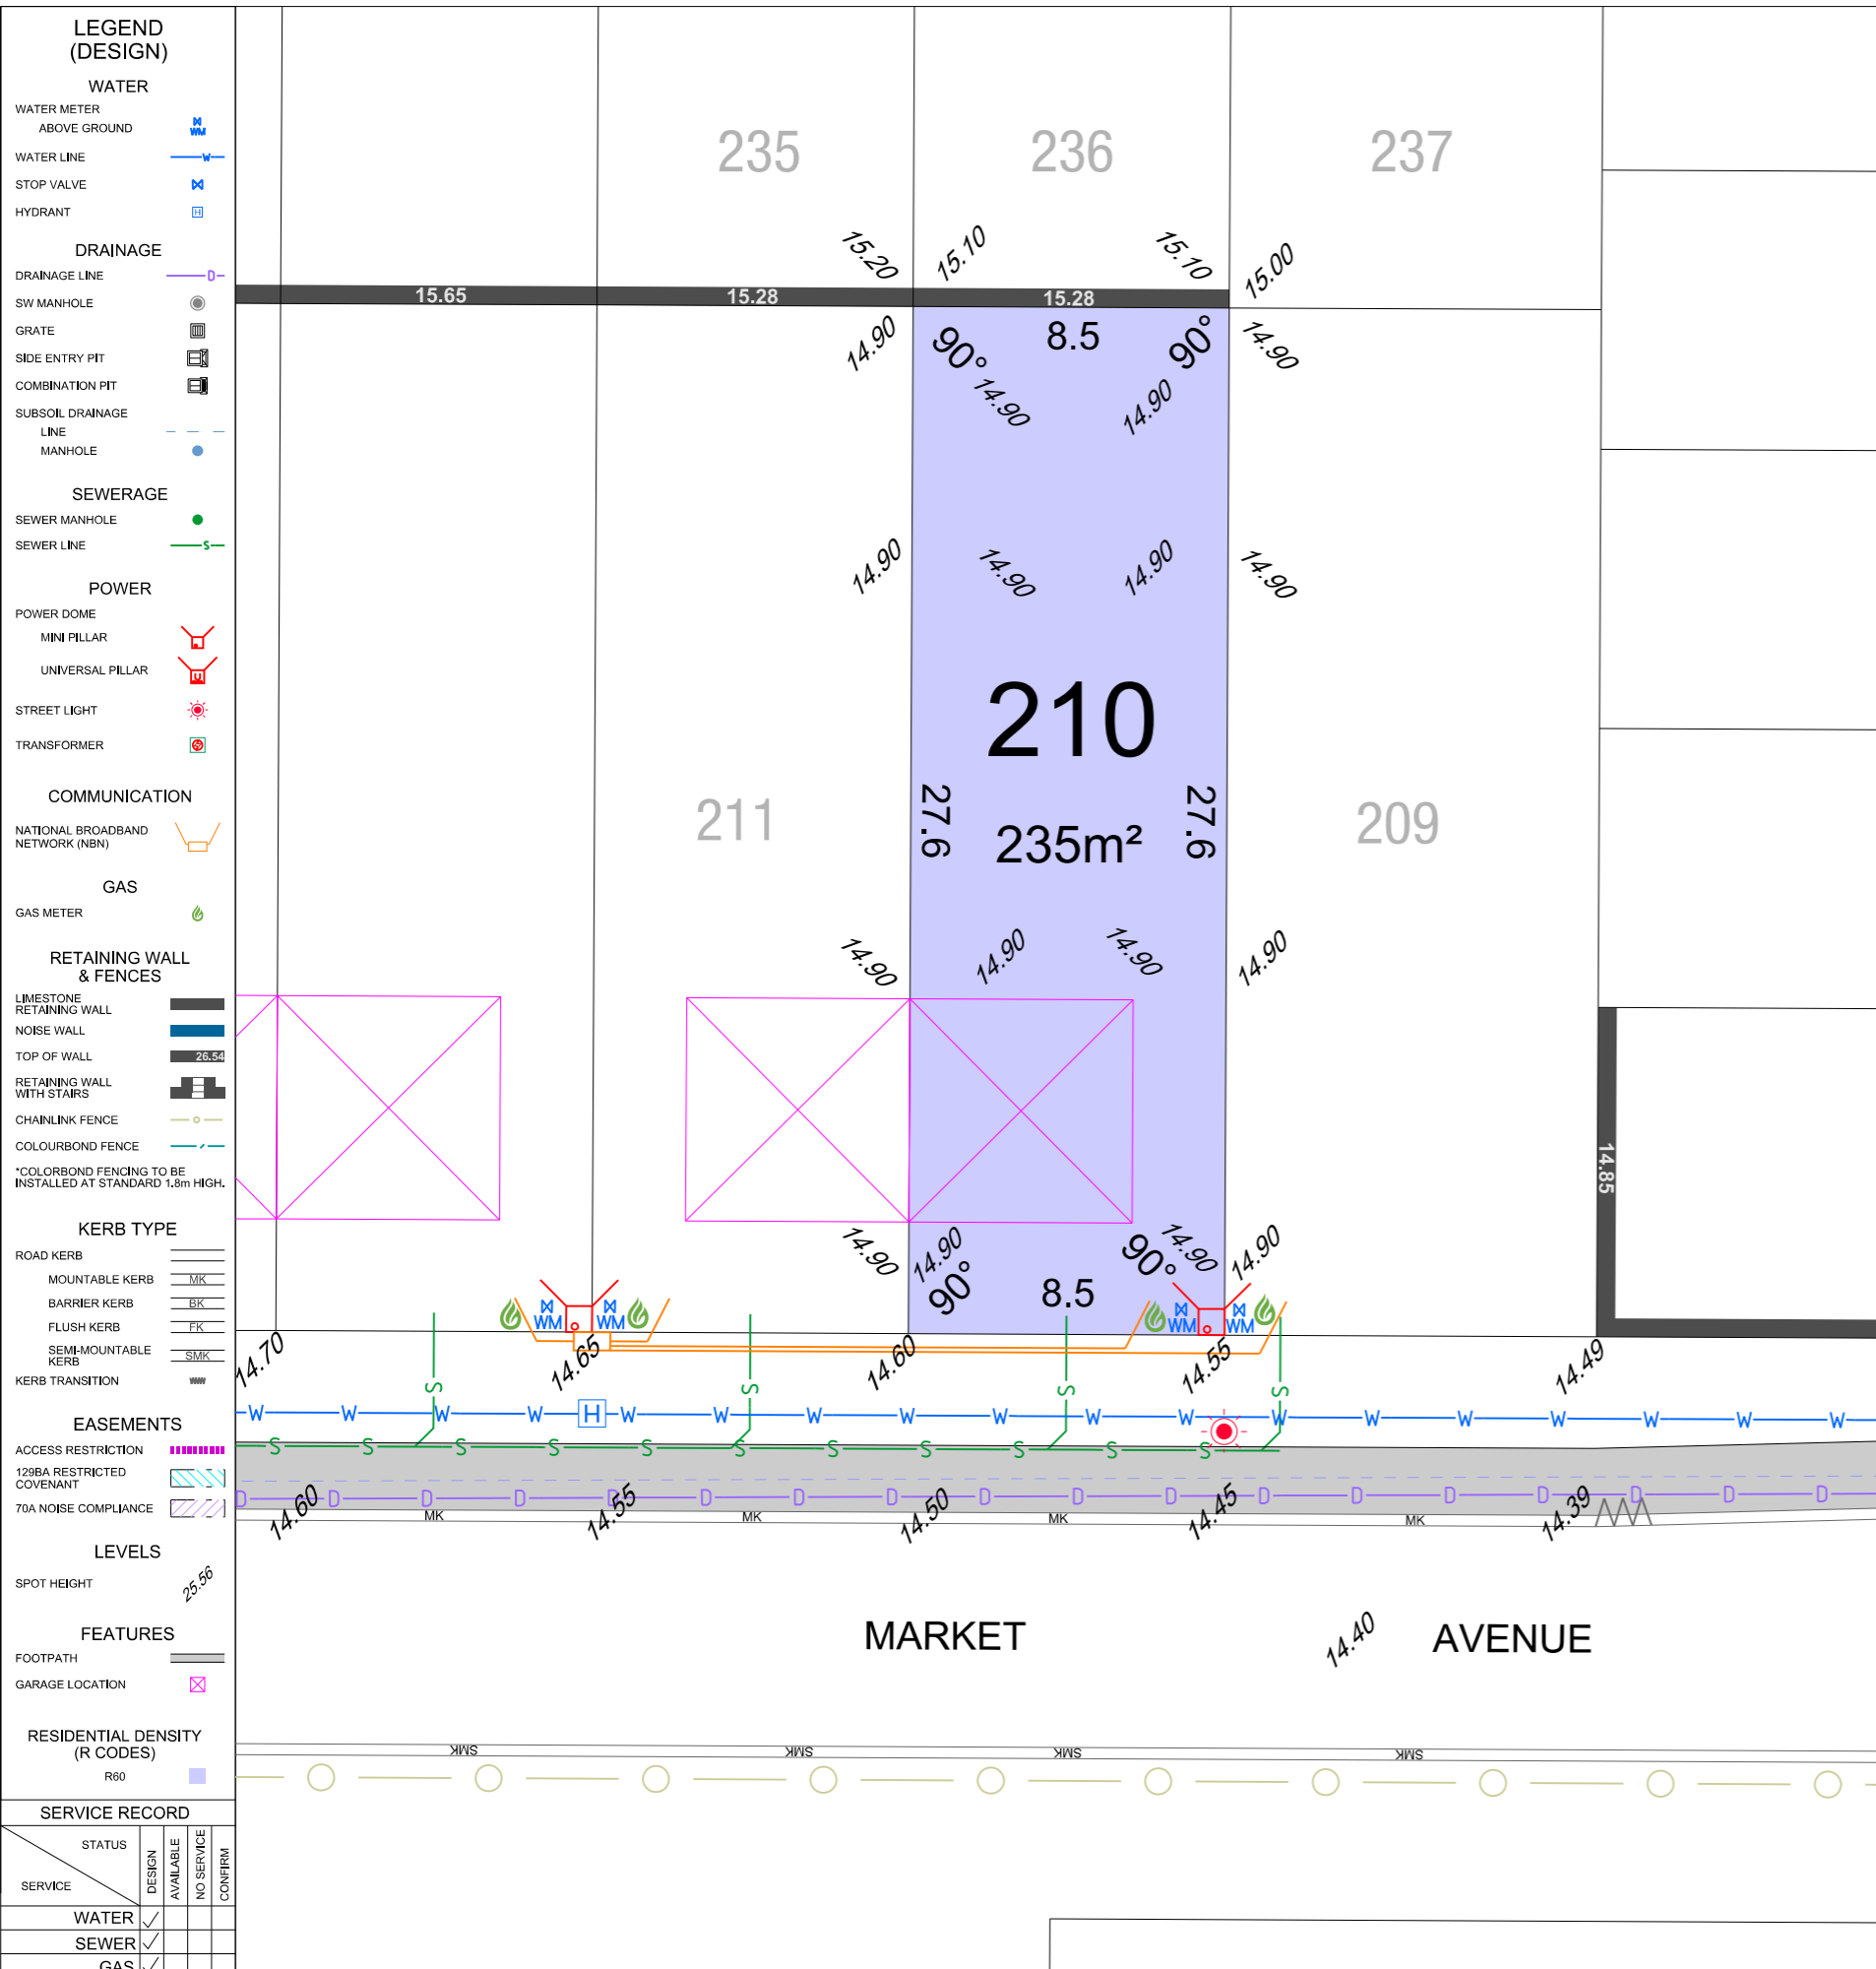 LEGEND
(DESIGN)
WATER
WATER METER
ABOVE GROUND
WM
WATER LINE
W
STOP VALVE
HYDRANT
H
DRAINAGE
DRAINAGE LINE
D
SW MANHOLE
GRATE
SIDE ENTRY PIT
COMBINATION PIT
SUBSOIL DRAINAGE
LINE
MANHOLE
SEWERAGE
SEWER MANHOLE
SEWER LINE
S
POWER
POWER DOME
MINI PILLAR
UNIVERSAL PILLAR
U
STREET LIGHT
TRANSFORMER
COMMUNICATION
NATIONAL BROADBAND
NETWORK (NBN)
GAS
GAS METER
RETAINING WALL
& FENCES
LIMESTONE
RETAINING WALL
NOISE WALL
TOP OF WALL
26.54
RETAINING WALL
WITH STAIRS
CHAINLINK FENCE
COLOURBOND FENCE
*COLORBOND FENCING TO BE
INSTALLED AT STANDARD 1.8m HIGH.
KERB TYPE
ROAD KERB
MOUNTABLE KERB
MK
BARRIER KERB
BK
FLUSH KERB
FK
SEMI-MOUNTABLE
KERB
SMK
KERB TRANSITION
EASEMENTS
ACCESS RESTRICTION
129BA RESTRICTED
COVENANT
70A NOISE COMPLIANCE
LEVELS
SPOT HEIGHT
25.56
FEATURES
FOOTPATH
GARAGE LOCATION
RESIDENTIAL DENSITY
(R CODES)
R60
SERVICE RECORD
STATUS
SERVICE
DESIGN
AVAILABLE
NO SERVICE
CONFIRM
WATER
SEWER
GAS
235
236
237
15.20
15.10
15.10
15.00
15.65
15.28
15.28
14.90
90°
8.5
90°
14.90
14.90
14.90
14.90
14.90
14.90
14.90
210
211
27.6
235m²
27.6
209
14.90
14.90
14.90
14.90
14.85
14.90
14.90
90°
8.5
90°
14.90
14.90
WM
WM
WM
WM
14.70
14.65
14.60
14.55
14.49
S S S S
W W W W H W W W W W W W W W W W W W W
S S S S S S S S S S S
D D D D D D D D D D D D D D D D D D
14.60
14.55
14.50
14.45
14.39
MK MK MK MK
MARKET
14.40
AVENUE
SMK SMK SMK SMK